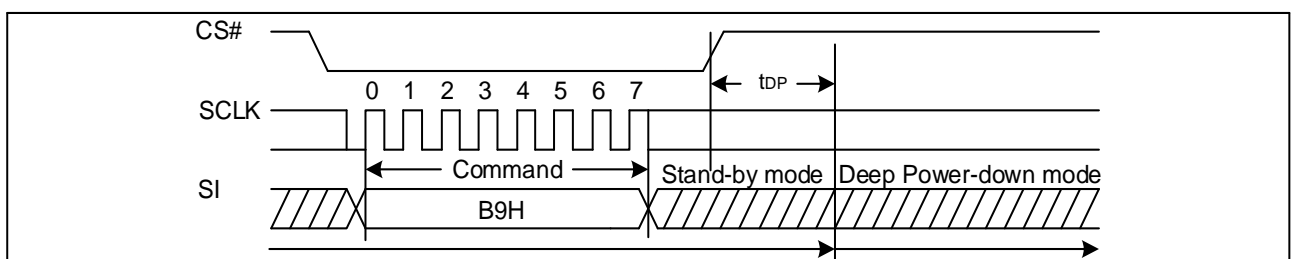 CS#
tDP
0 1 2 3 4 5 6 7
SCLK
Command
Stand-by mode Deep Power-down mode
SI
B9H